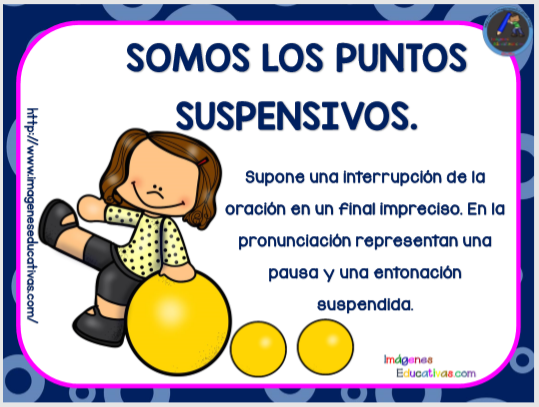 SOMOS LOS PUNTOS
SUSPENSIVOS.
Supone una interrupción de la
oración en un final impreciso. En la
pronunciación representan una
pausa y una entonación
suspendida.
http://www.imageneseducativas.com/
Imágenes
Educativas.com